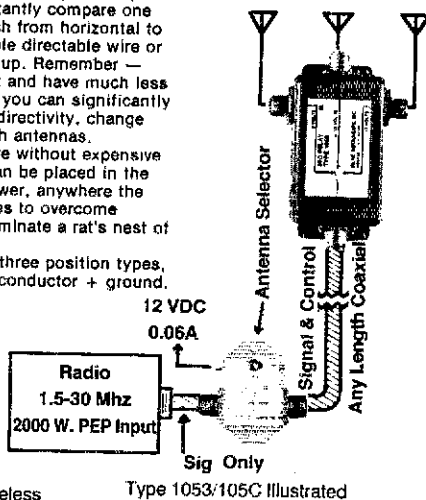 antly compare one
h from horizontal to
le directable wire or
up. Remember —
t and have much less
you can significantly
directivity, change
h antennas.
e without expensive
an be placed in the
wer, anywhere the
es to overcome
minate a rat's nest of
three position types,
conductor + ground.
Antenna Selector
Signal & Control
Any Length Coaxial
12 VDC
0.06A
Radio
1.5-30 Mhz
2000 W. PEP Input
Sig Only
eless
Type 1053/105C Illustrated